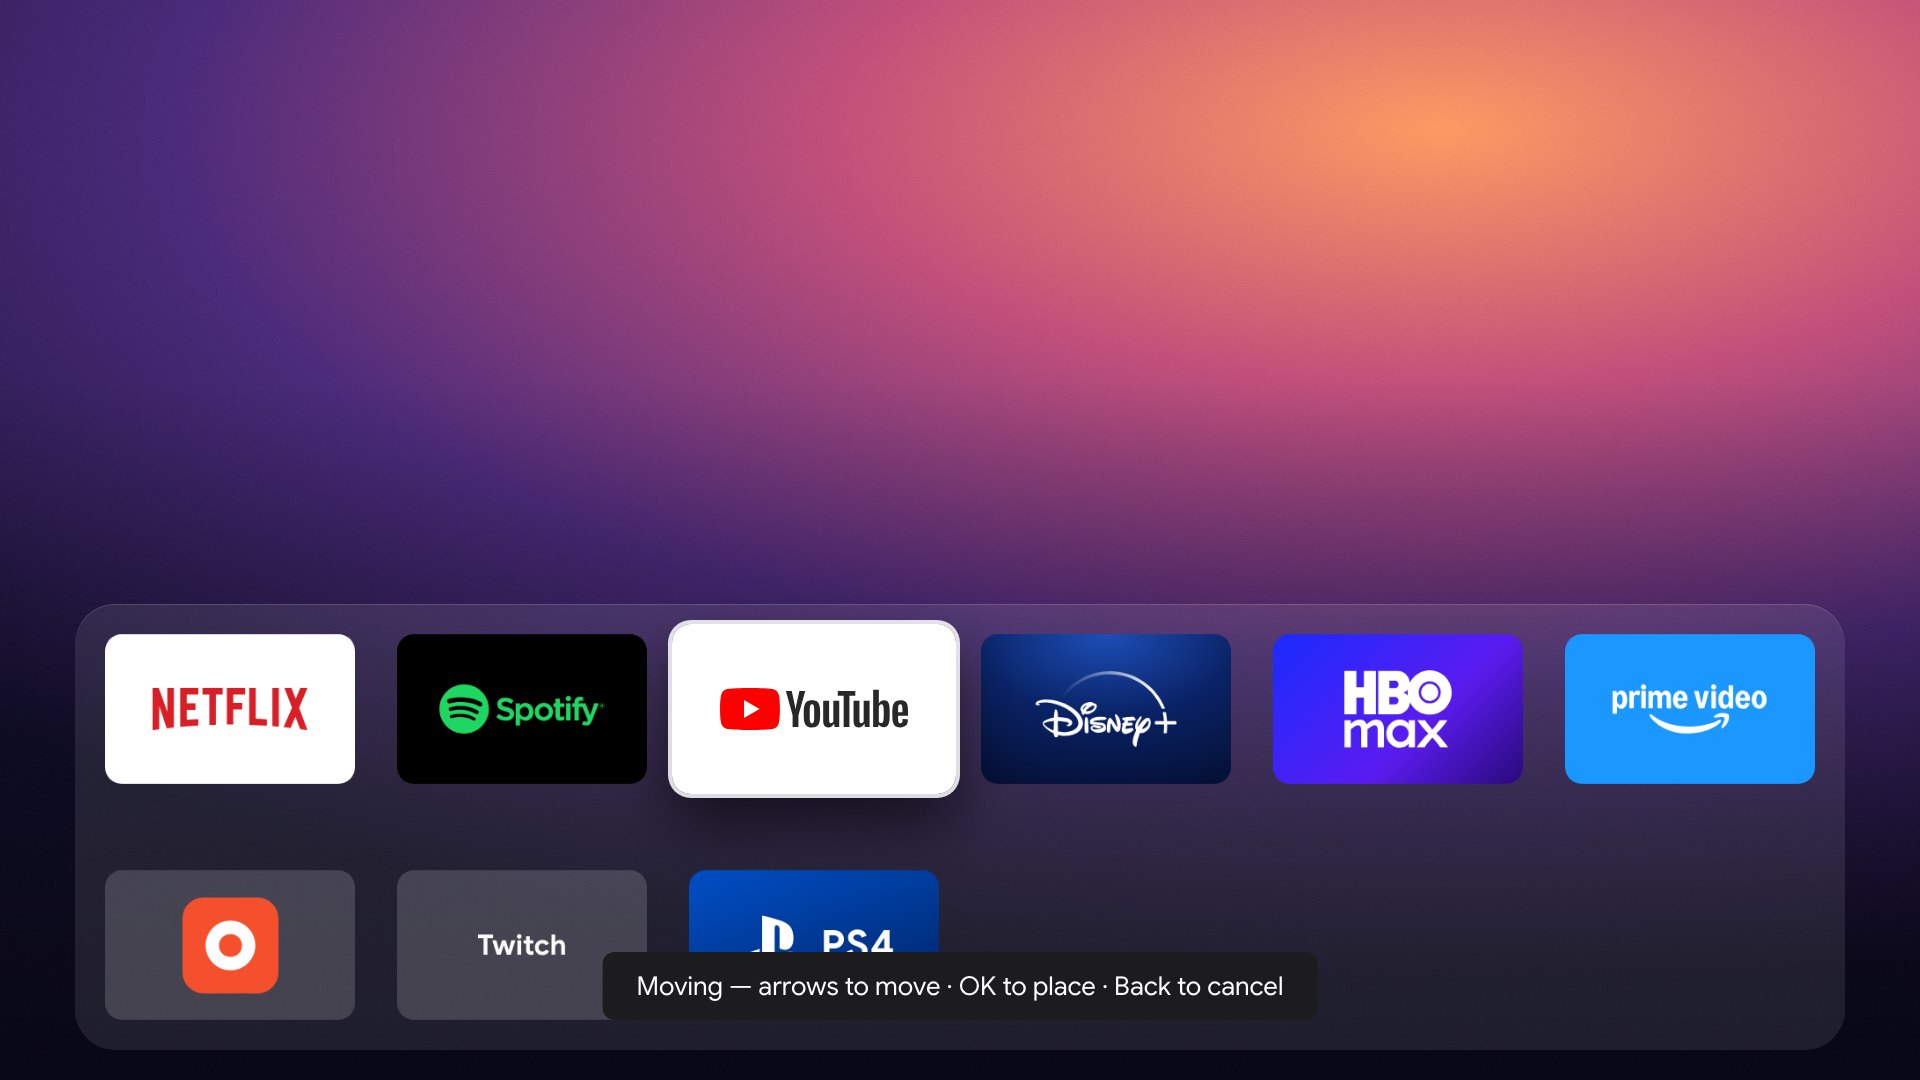 NETFLIX
Spotify
YouTube
Disney+
HBO
max
prime video
Twitch
PS4
Moving — arrows to move · OK to place · Back to cancel